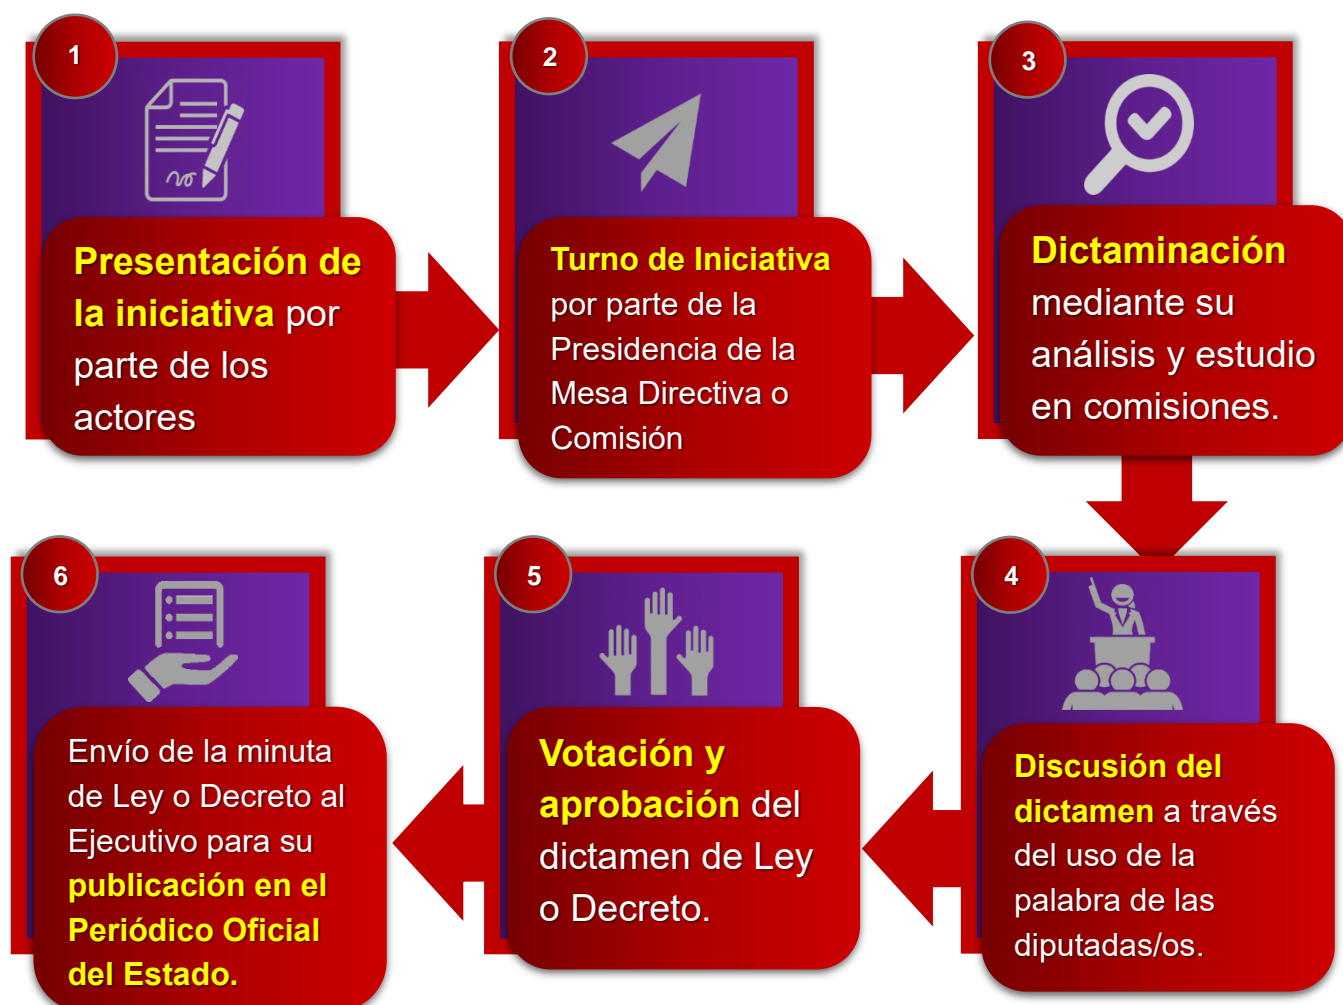 1
Presentación de
la iniciativa por
parte de los
actores
2
Turno de Iniciativa
por parte de la
Presidencia de la
Mesa Directiva o
Comisión
3
Dictaminación
mediante su
análisis y estudio
en comisiones.
4
Discusión del
dictamen a través
del uso de la
palabra de las
diputadas/os.
5
Votación y
aprobación del
dictamen de Ley
o Decreto.
6
Envío de la minuta
de Ley o Decreto al
Ejecutivo para su
publicación en el
Periódico Oficial
del Estado.